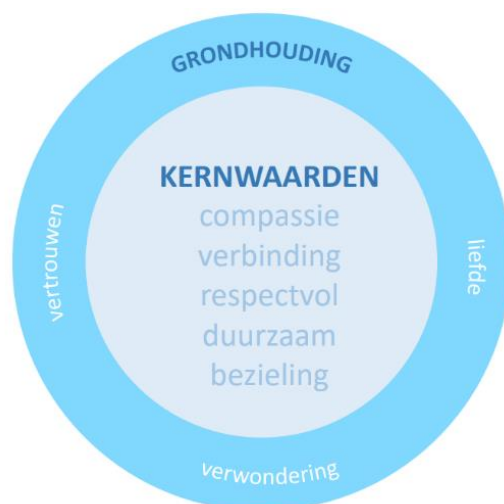 GRONDHOUDING
KERNWAARDEN
compassie
verbinding
respectvol
duurzaam
bezieling
vertrouwen
liefde
verwondering